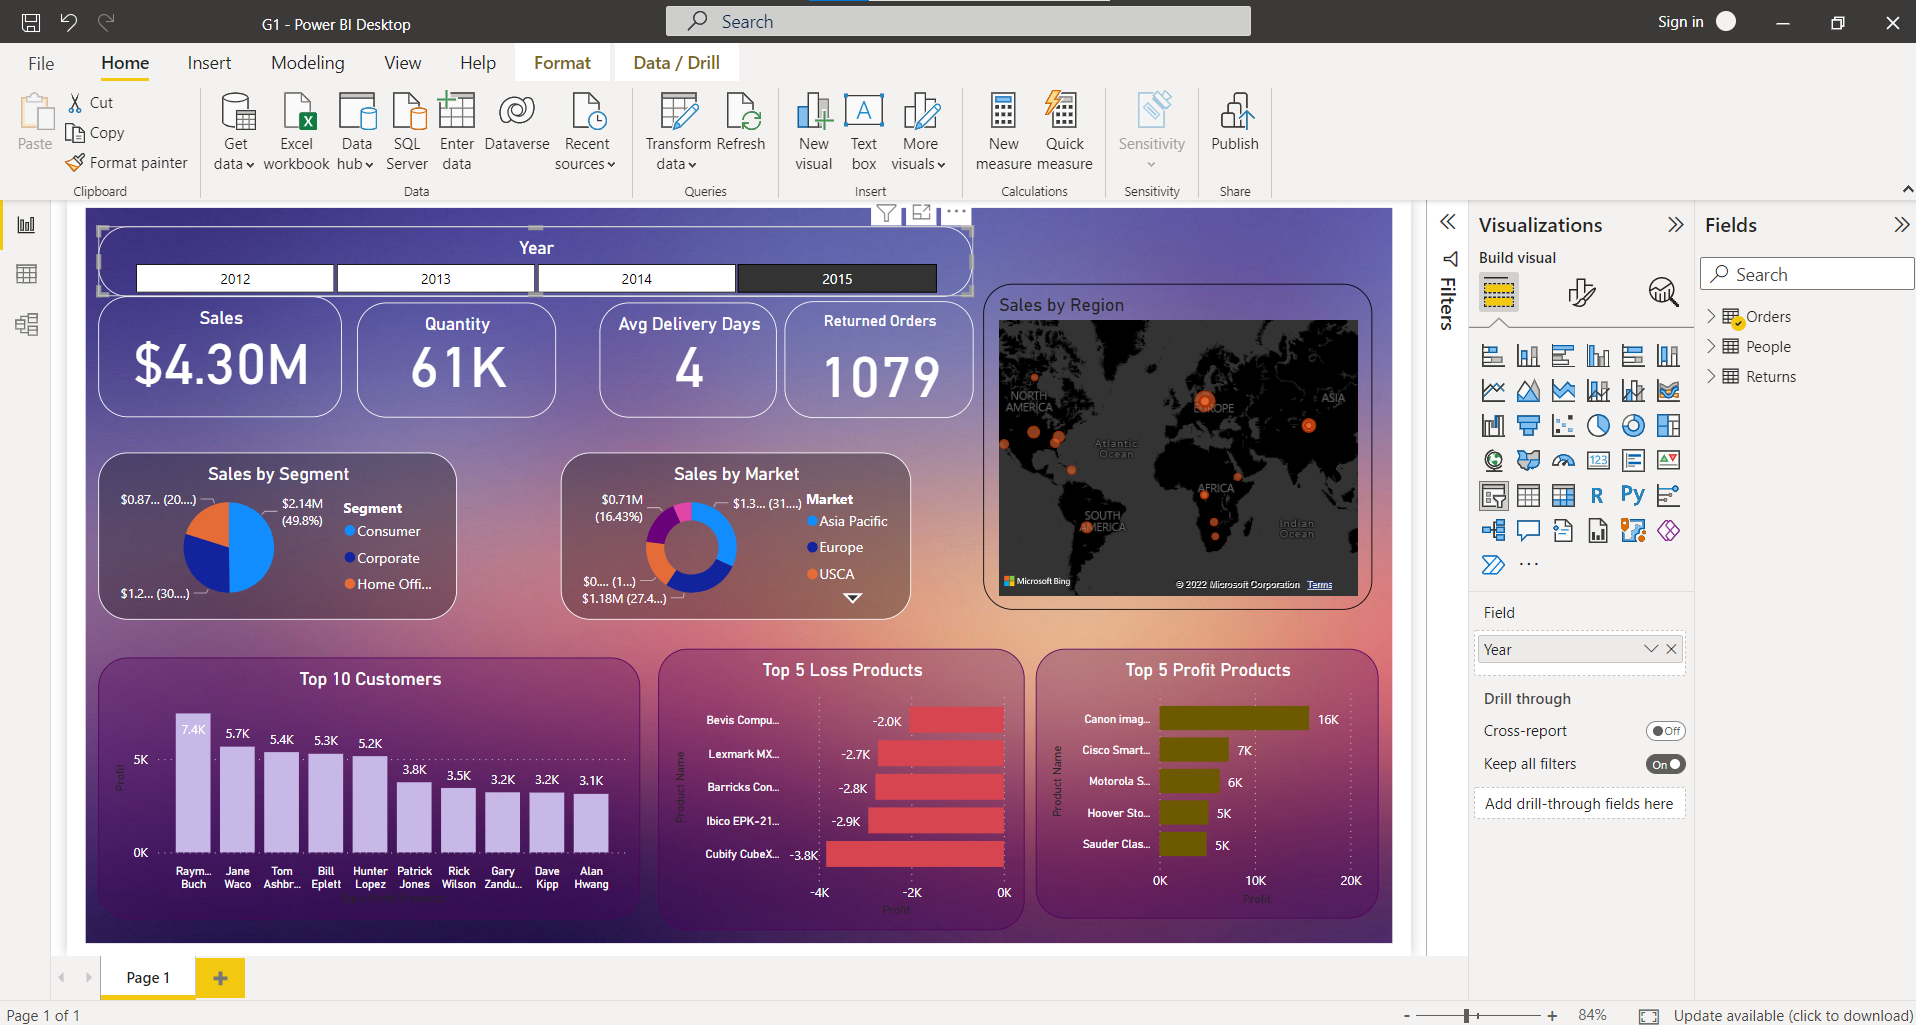 G1 - Power BI Desktop
Search
Sign in
File
Home
Insert
Modeling
View
Help
Format
Data / Drill
Paste
Cut
Copy
Format painter
Clipboard
Get data
Excel workbook
Data hub
SQL Server
Enter data
Dataverse
Recent sources
Data
Transform data
Refresh
Queries
New visual
Text box
More visuals
Insert
New measure
Quick measure
Calculations
Sensitivity
Sensitivity
Publish
Share
Year
2012
2013
2014
2015
Sales
$4.30M
Quantity
61K
Avg Delivery Days
4
Returned Orders
1079
Sales by Region
NORTH AMERICA
EUROPE
ASIA
Atlantic Ocean
AFRICA
SOUTH AMERICA
Indian Ocean
Microsoft Bing
© 2022 Microsoft Corporation
Terms
Sales by Segment
$0.87... (20....)
$2.14M
(49.8%)
$1.2... (30....)
Segment
Consumer
Corporate
Home Offi...
Sales by Market
$0.71M
(16.43%)
$1.3... (31....)
$0.... (1...)
$1.18M (27.4...)
Market
Asia Pacific
Europe
USCA
Top 10 Customers
Profit
5K
0K
7.4K
5.7K
5.4K
5.3K
5.2K
3.8K
3.5K
3.2K
3.2K
3.1K
Raym... Buch
Jane Waco
Tom Ashbr...
Bill Eplett
Hunter Lopez
Patrick Jones
Rick Wilson
Gary Zandu...
Dave Kipp
Alan Hwang
Top 5 Loss Products
Product Name
Bevis Compu...
-2.0K
Lexmark MX...
-2.7K
Barricks Con...
-2.8K
Ibico EPK-21...
-2.9K
Cubify CubeX...
-3.8K
-4K
-2K
0K
Profit
Top 5 Profit Products
Product Name
Canon imag...
16K
Cisco Smart...
7K
Motorola S...
6K
Hoover Sto...
5K
Sauder Clas...
5K
0K
10K
20K
Profit
Filters
Visualizations
Build visual
123
R
Py
Field
Year
Drill through
Cross-report
Off
Keep all filters
On
Add drill-through fields here
Fields
Search
Orders
People
Returns
Page 1
Page 1 of 1
84%
Update available (click to download)